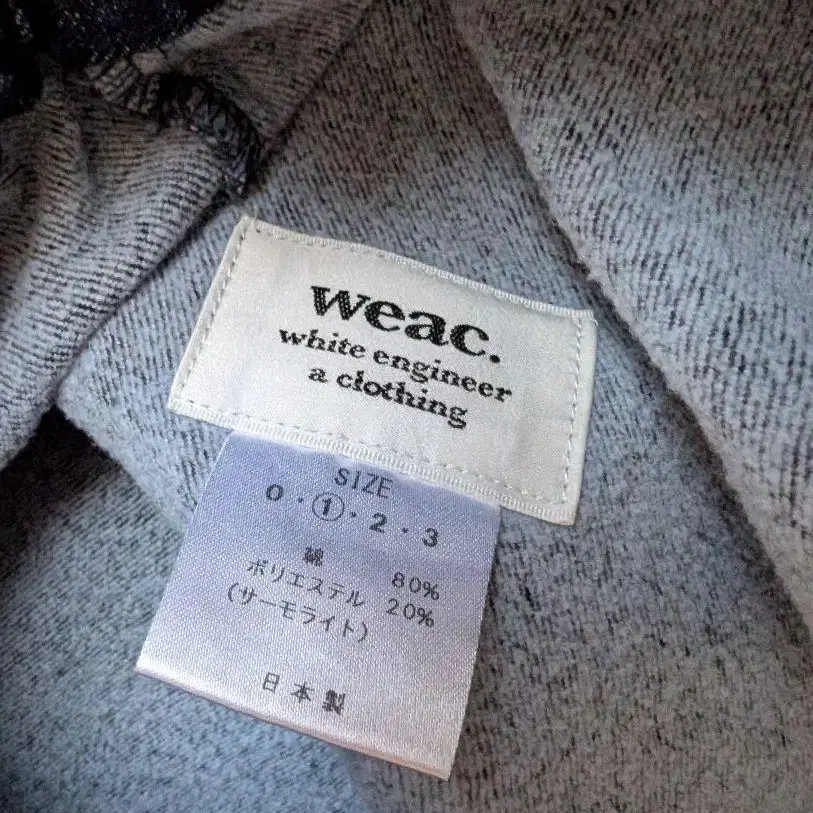 weac.
white engineer
a clothing
SIZE
0・①・2・3
綿 80%
ポリエステル 20%
(サーモライト)
日本製